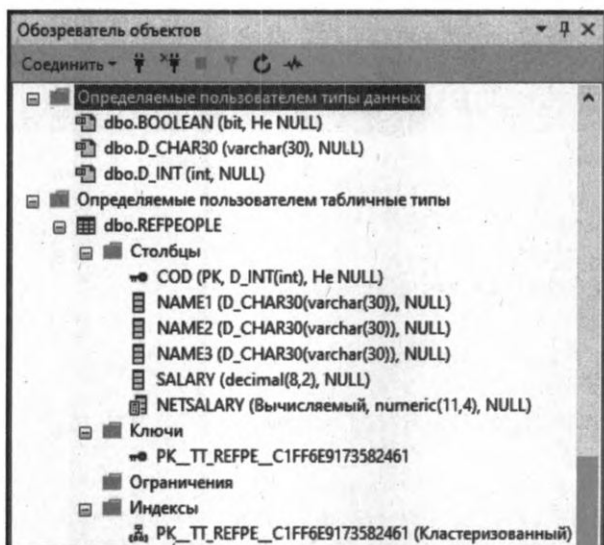 Обозреватель объектов
Соединить
Определяемые пользователем типы данных
dbo.BOOLEAN (bit, Не NULL)
dbo.D_CHAR30 (varchar(30), NULL)
dbo.D_INT (int, NULL)
Определяемые пользователем табличные типы
dbo.REFPEOPLE
Столбцы
COD (PK, D_INT(int), Не NULL)
NAME1 (D_CHAR30(varchar(30)), NULL)
NAME2 (D_CHAR30(varchar(30)), NULL)
NAME3 (D_CHAR30(varchar(30)), NULL)
SALARY (decimal(8,2), NULL)
NETSALARY (Вычисляемый, numeric(11,4), NULL)
Ключи
PK__TT_REFPE__C1FF6E9173582461
Ограничения
Индексы
PK__TT_REFPE__C1FF6E9173582461 (Кластеризованный)